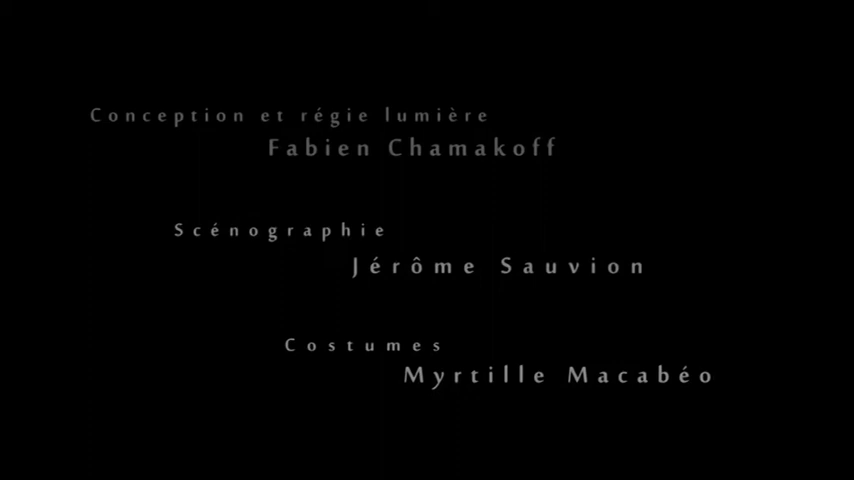 Conception et régie lumière
Fabien Chamakoff
Scénographie
Jérôme Sauvion
Costumes
Myrtille Macabéo